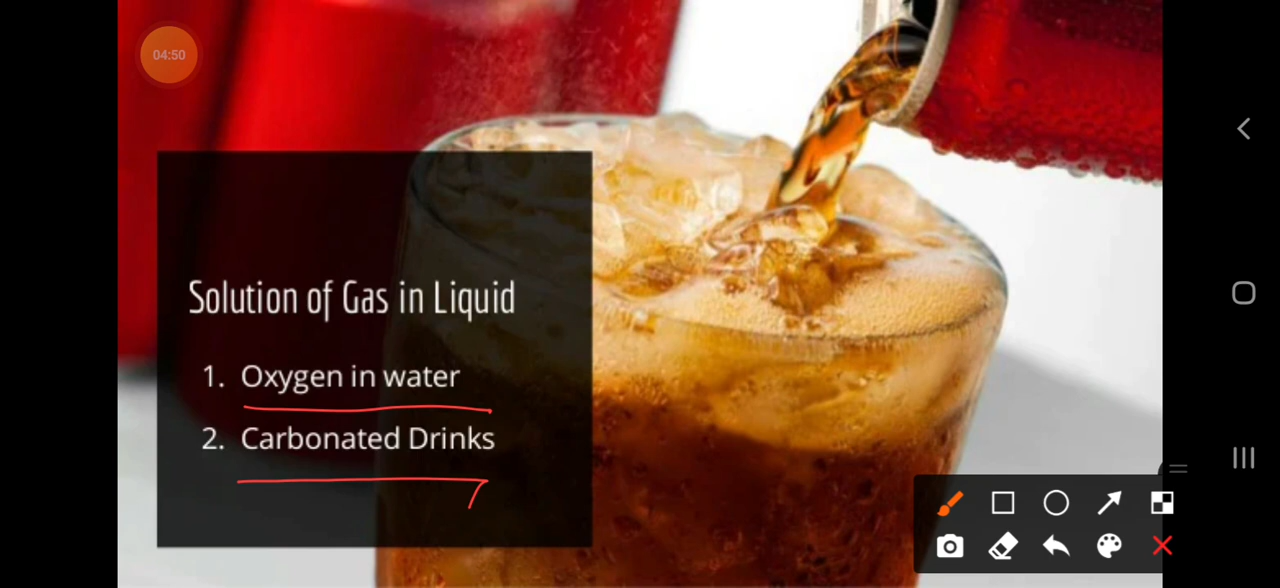 04:50
Solution of Gas in Liquid
1. Oxygen in water
2. Carbonated Drinks